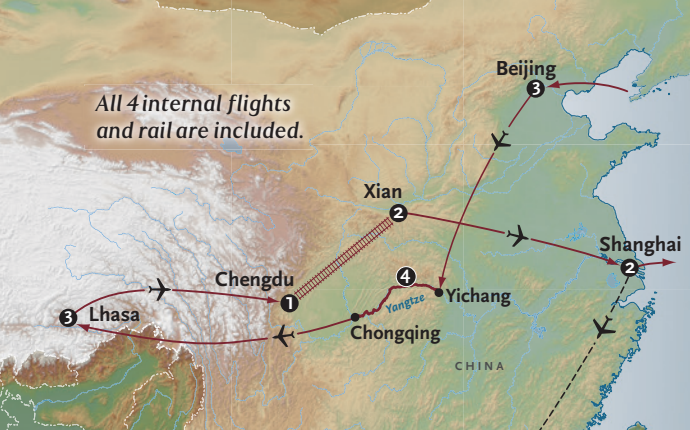 Beijing
3
All 4 internal flights
and rail are included.
Xian
2
Shanghai
2
Chengdu
1
4
Yangtze
Yichang
3
Lhasa
Chongqing
CHINA